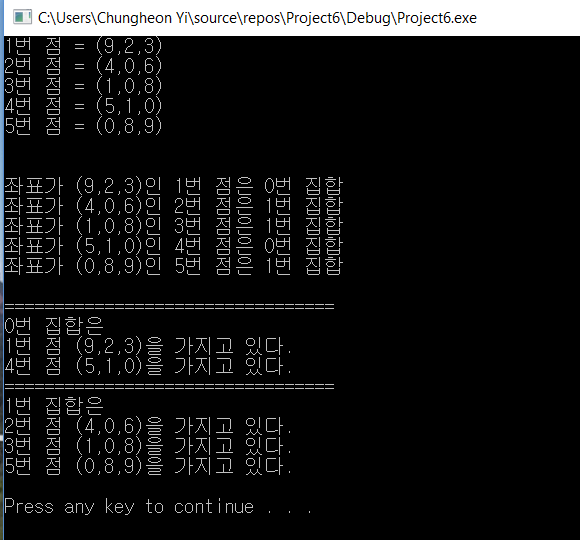 C:\Users\Chungheon Yi\source\repos\Project6\Debug\Project6.exe
1번 점 = (9,2,3)
2번 점 = (4,0,6)
3번 점 = (1,0,8)
4번 점 = (5,1,0)
5번 점 = (0,8,9)
좌표가 (9,2,3)인 1번 점은 0번 집합
좌표가 (4,0,6)인 2번 점은 1번 집합
좌표가 (1,0,8)인 3번 점은 1번 집합
좌표가 (5,1,0)인 4번 점은 0번 집합
좌표가 (0,8,9)인 5번 점은 1번 집합
=================================
0번 집합은
1번 점 (9,2,3)을 가지고 있다.
4번 점 (5,1,0)을 가지고 있다.
=================================
1번 집합은
2번 점 (4,0,6)을 가지고 있다.
3번 점 (1,0,8)을 가지고 있다.
5번 점 (0,8,9)을 가지고 있다.
Press any key to continue . . .